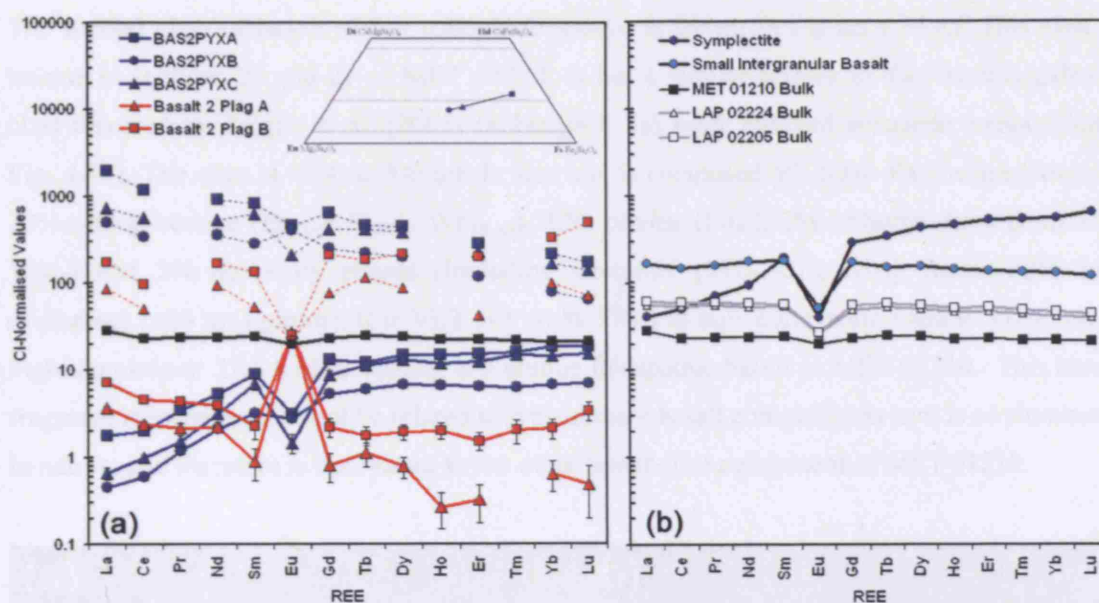 100000
10000
1000
100
10
1
0.1
CI-Normalised Values
BAS2PYXA
BAS2PYXB
BAS2PYXC
Basalt 2 Plag A
Basalt 2 Plag B
(a)
La Ce Pr Nd Sm Eu Gd Tb Dy Ho Er Tm Yb Lu
REE
Symplectite
Small Intergranular Basalt
MET 01210 Bulk
LAP 02224 Bulk
LAP 02205 Bulk
(b)
La Ce Pr Nd Sm Eu Gd Tb Dy Ho Er Tm Yb Lu
REE